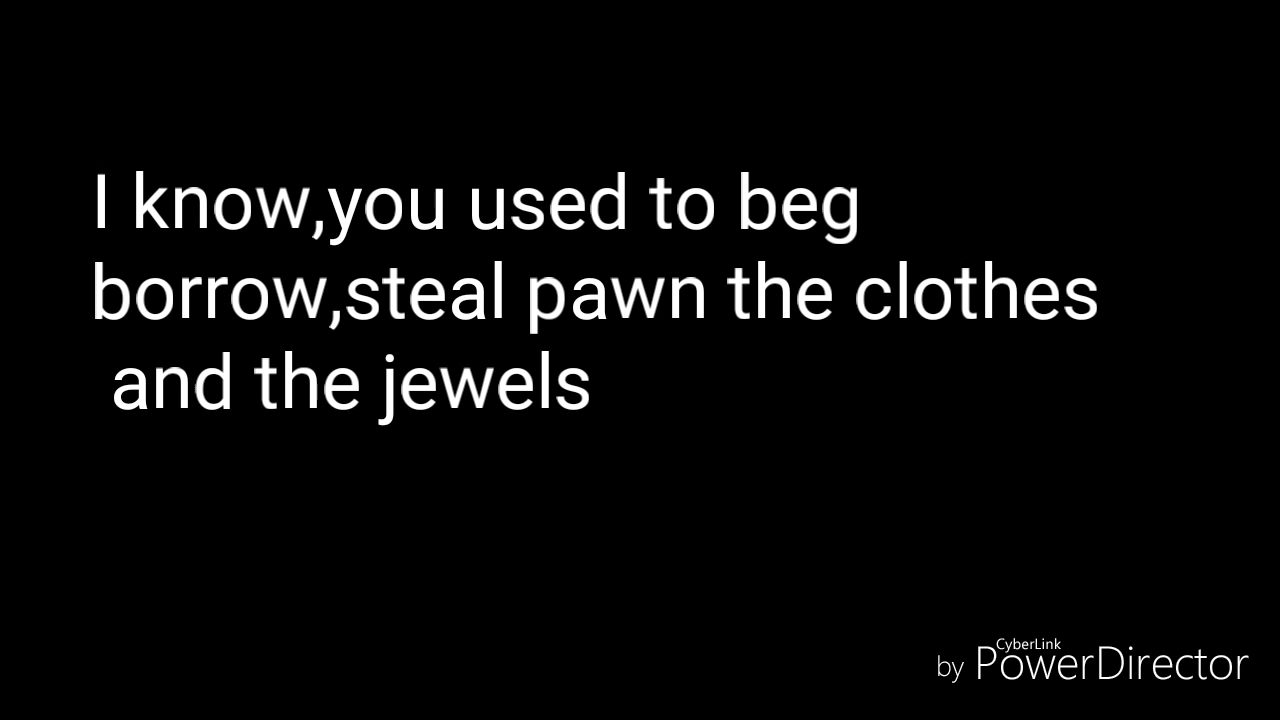 I know,you used to beg
borrow,steal pawn the clothes
and the jewels
CyberLink
by PowerDirector